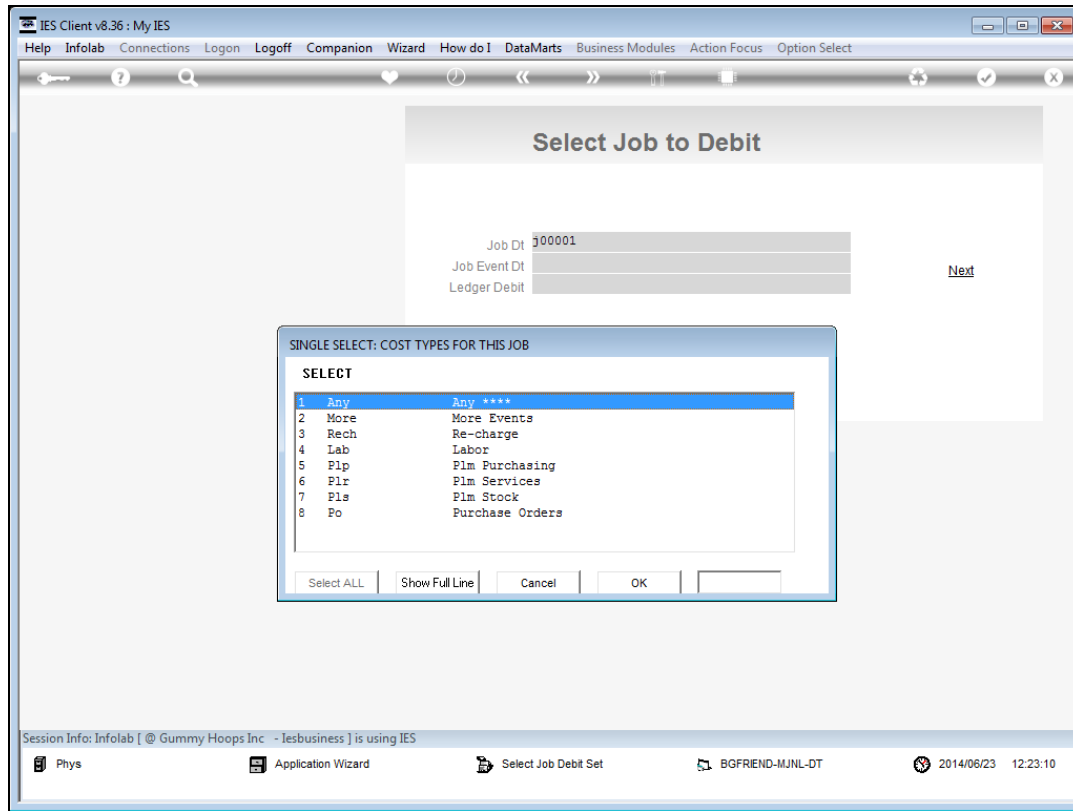 IES Client v8.36 : My IES
Help Infolab Connections Logon Logoff Companion Wizard How do I DataMarts Business Modules Action Focus Option Select
Select Job to Debit
Job Dt j00001
Job Event Dt
Next
Ledger Debit
SINGLE SELECT: COST TYPES FOR THIS JOB
SELECT
1 Any Any ****
2 More More Events
3 Rech Re-charge
4 Lab Labor
5 Plp Plm Purchasing
6 Plr Plm Services
7 Pls Plm Stock
8 Po Purchase Orders
Select ALL Show Full Line Cancel OK
Session Info: Infolab [ @ Gummy Hoops Inc - Iesbusiness ] is using IES
Phys Application Wizard Select Job Debit Set BGFRIEND-MJNL-DT 2014/06/23 12:23:10